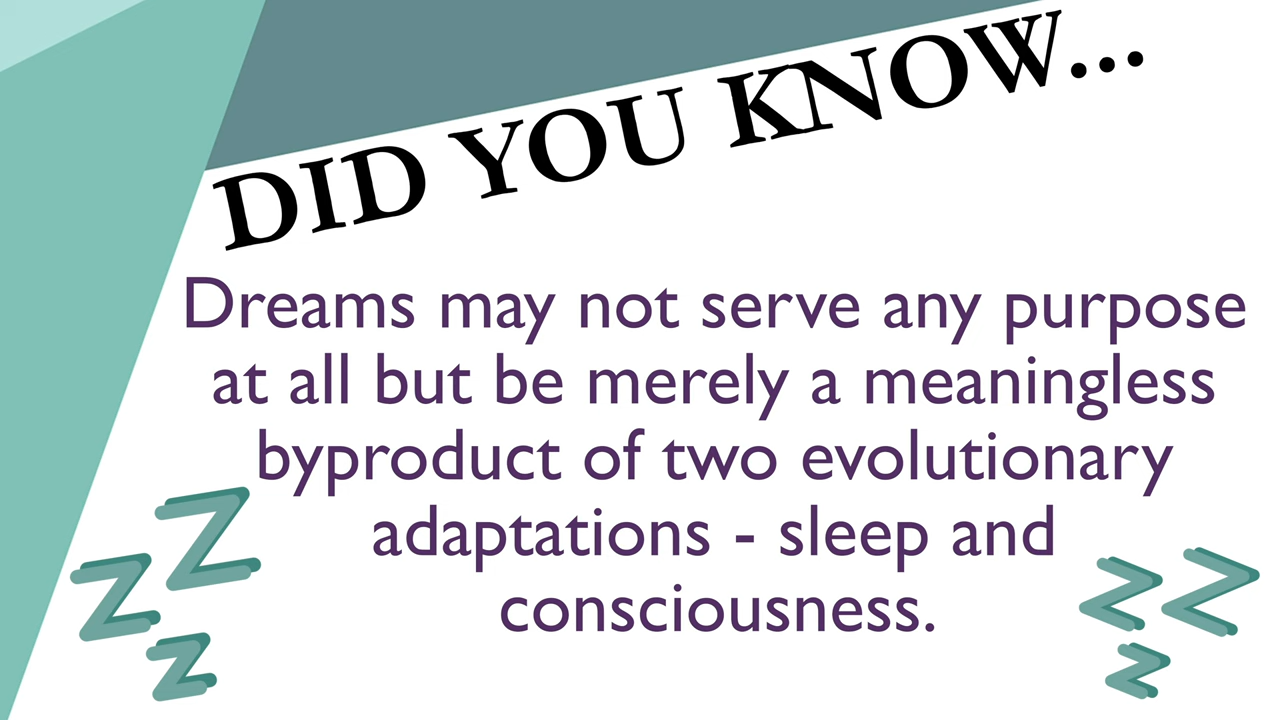 DID YOU KNOW...
Dreams may not serve any purpose
at all but be merely a meaningless
byproduct of two evolutionary
adaptations - sleep and
consciousness.
Z
Z
Z
Z
Z
Z